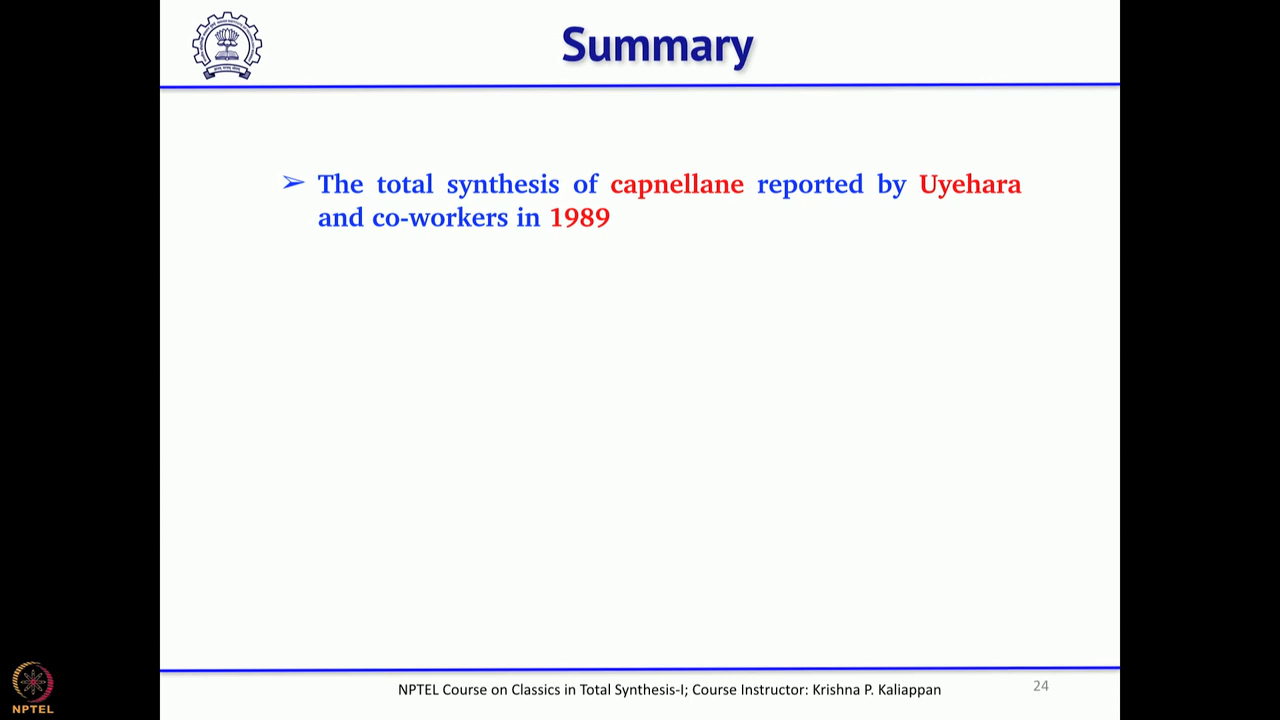 Summary
➢ The total synthesis of capnellane reported by Uyehara
and co-workers in 1989
NPTEL Course on Classics in Total Synthesis-I; Course Instructor: Krishna P. Kaliappan
24
NPTEL